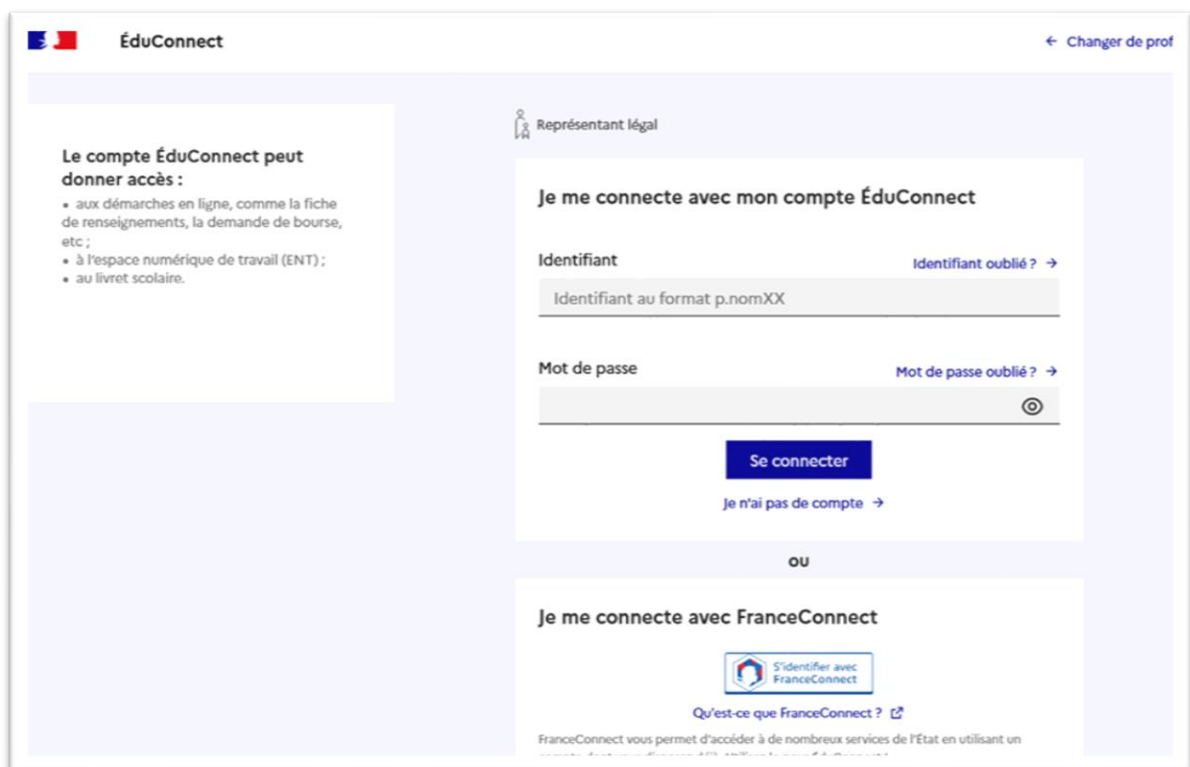 ÉduConnect
← Changer de prof
Le compte ÉduConnect peut
donner accès :
• aux démarches en ligne, comme la fiche
de renseignements, la demande de bourse,
etc ;
• à l'espace numérique de travail (ENT) ;
• au livret scolaire.
Représentant légal
Je me connecte avec mon compte ÉduConnect
Identifiant
Identifiant oublié ? →
Identifiant au format p.nomXX
Mot de passe
Mot de passe oublié ? →
Se connecter
Je n'ai pas de compte →
ou
Je me connecte avec FranceConnect
S'identifier avec
FranceConnect
Qu'est-ce que FranceConnect ?
FranceConnect vous permet d'accéder à de nombreux services de l'État en utilisant un